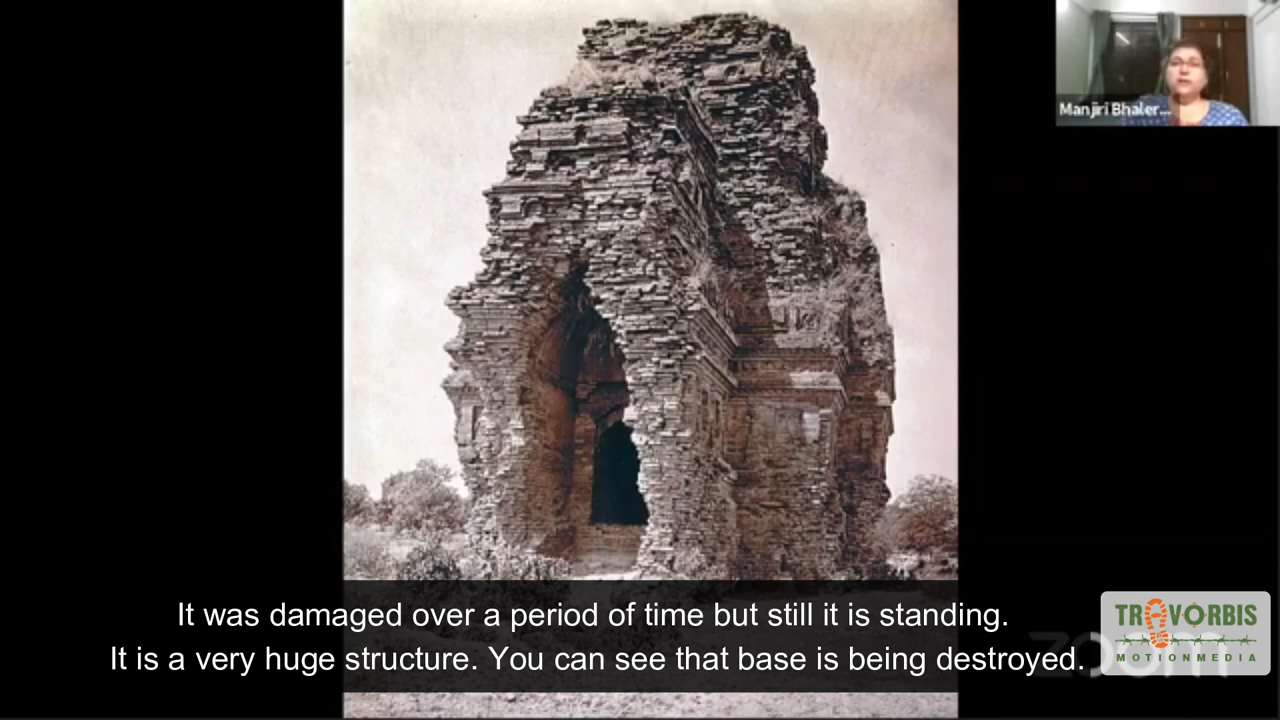 Manjiri Bhaler...
It was damaged over a period of time but still it is standing.
It is a very huge structure. You can see that base is being destroyed.
zoom
TRAVORBIS
MOTIONMEDIA